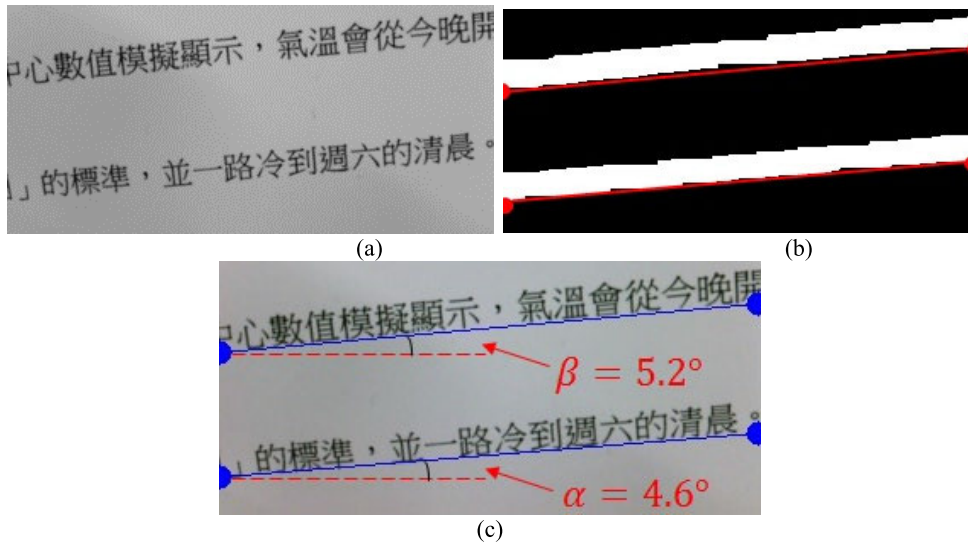 中心數值模擬顯示，氣溫會從今晚開
」的標準，並一路冷到週六的清晨。
(a)
(b)
中心數值模擬顯示，氣溫會從今晚開
β = 5.2°
」的標準，並一路冷到週六的清晨。
α = 4.6°
(c)